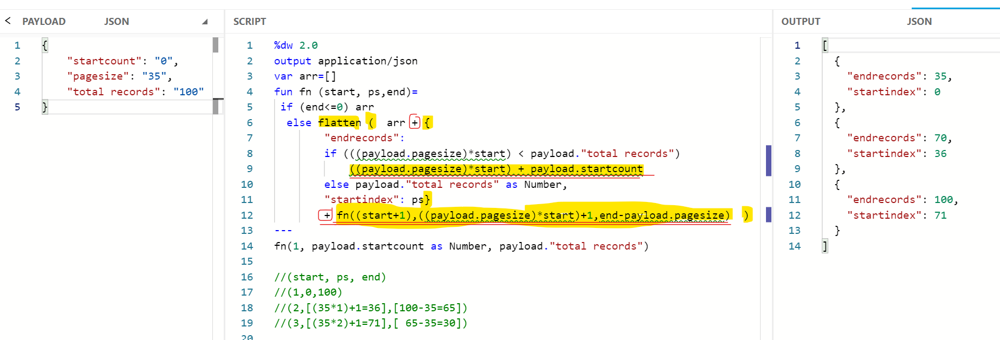 < PAYLOAD JSON
1 {
2 "startcount": "0",
3 "pagesize": "35",
4 "total records": "100"
5 }
SCRIPT
1 %dw 2.0
2 output application/json
3 var arr=[]
4 fun fn (start, ps,end)=
5 if (end<=0) arr
6 else flatten ( arr + {
7 "endrecords":
8 if (((payload.pagesize)*start) < payload."total records")
9 ((payload.pagesize)*start) + payload.startcount
10 else payload."total records" as Number,
11 "startindex": ps}
12 + fn((start+1),((payload.pagesize)*start)+1,end-payload.pagesize) )
13 ---
14 fn(1, payload.startcount as Number, payload."total records")
15
16 //(start, ps, end)
17 //(1,0,100)
18 //(2,[(35*1)+1=36],[100-35=65])
19 //(3,[(35*2)+1=71],[ 65-35=30])
20
OUTPUT JSON
1 [
2 {
3 "endrecords": 35,
4 "startindex": 0
5 },
6 {
7 "endrecords": 70,
8 "startindex": 36
9 },
10 {
11 "endrecords": 100,
12 "startindex": 71
13 }
14 ]